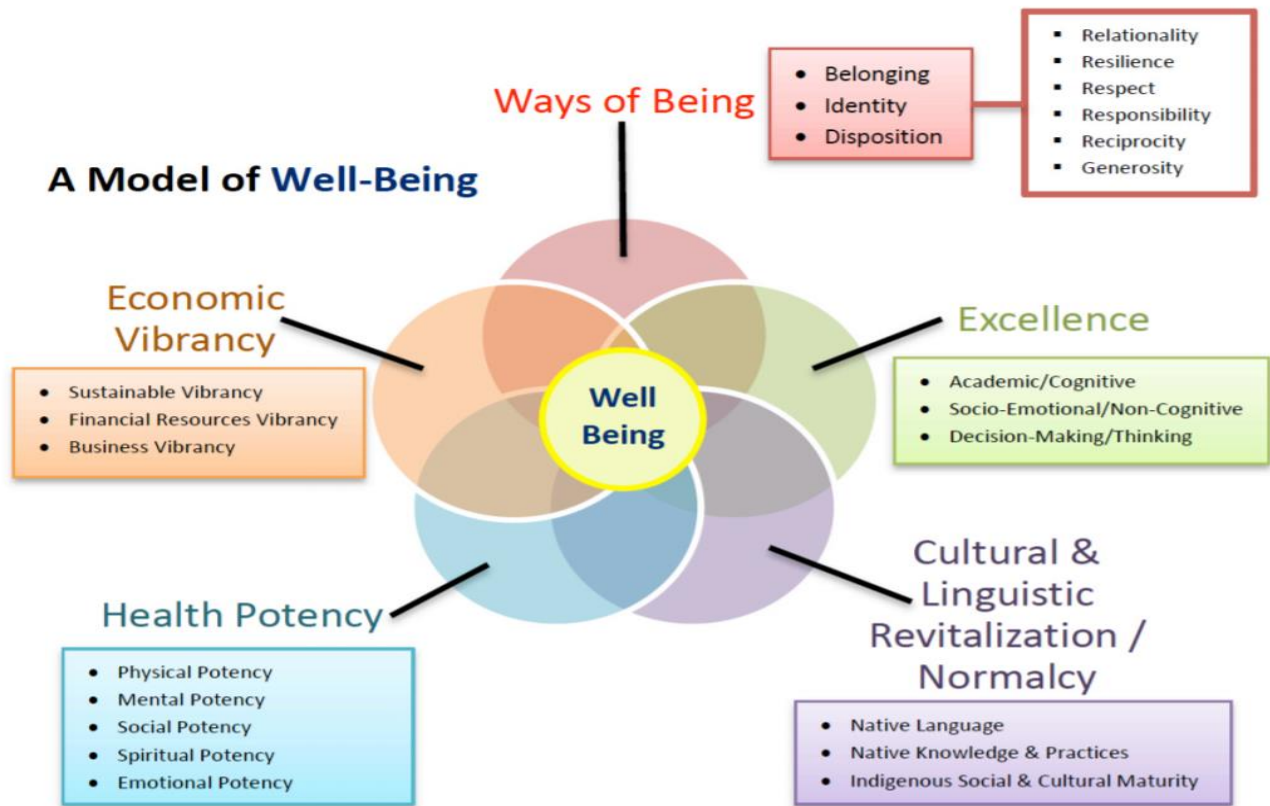 A Model of Well-Being
Ways of Being
• Belonging
• Identity
• Disposition
▪ Relationality
▪ Resilience
▪ Respect
▪ Responsibility
▪ Reciprocity
▪ Generosity
Economic
Vibrancy
• Sustainable Vibrancy
• Financial Resources Vibrancy
• Business Vibrancy
Excellence
• Academic/Cognitive
• Socio-Emotional/Non-Cognitive
• Decision-Making/Thinking
Well
Being
Health Potency
• Physical Potency
• Mental Potency
• Social Potency
• Spiritual Potency
• Emotional Potency
Cultural &
Linguistic
Revitalization /
Normalcy
• Native Language
• Native Knowledge & Practices
• Indigenous Social & Cultural Maturity